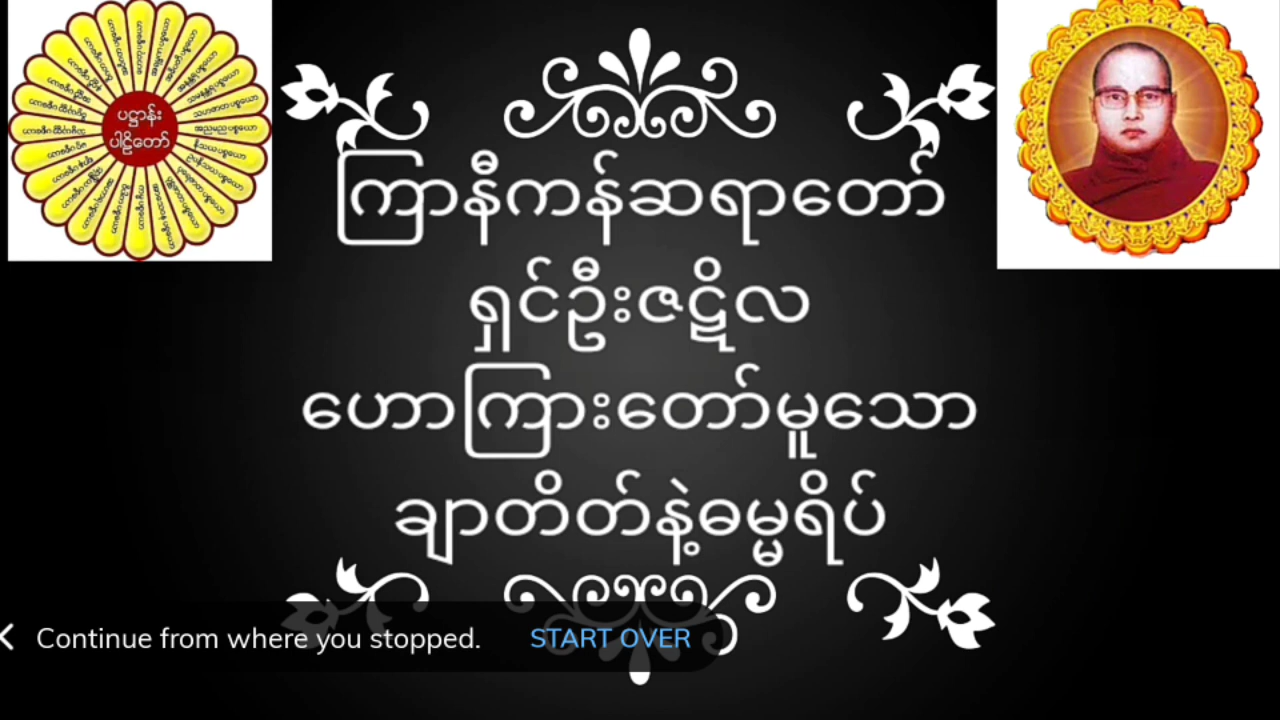 ပဋ္ဌာန်း
ပါဠိတော်
ကြာနီကန်ဆရာတော်
ရှင်ဦးဇဋိလ
ဟောကြားတော်မူသော
ချာတိတ်နဲ့ဓမ္မရိပ်
Continue from where you stopped. START OVER